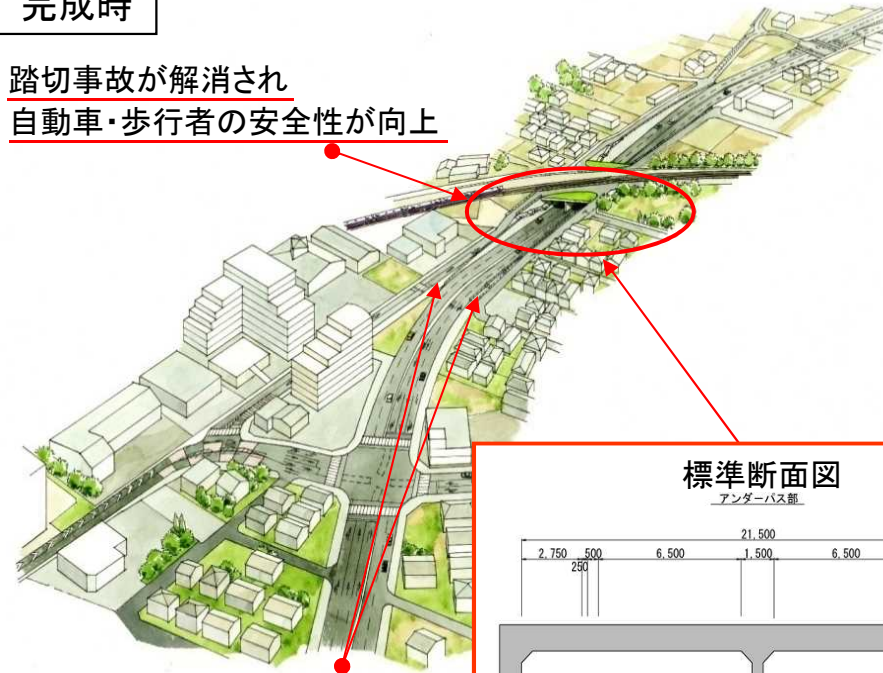 完成時
踏切事故が解消され
自動車・歩行者の安全性が向上
標準断面図
アンダーパス部
21.500
2.750 500 6.500 1.500 6.500
250